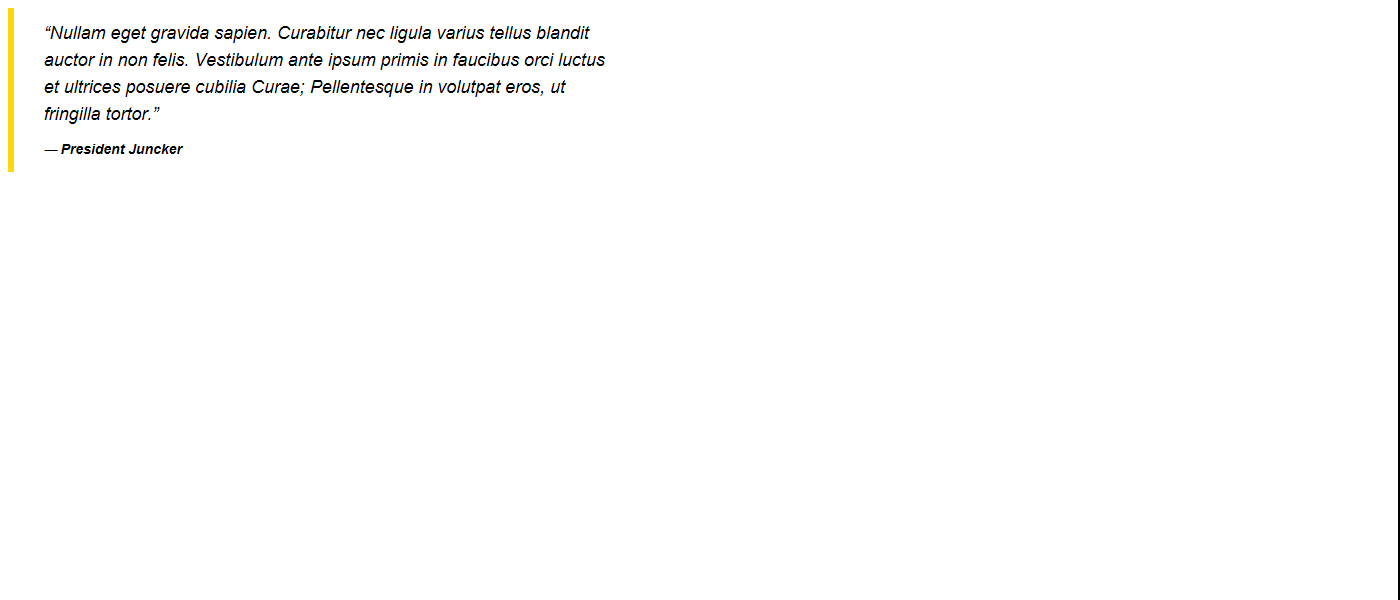 “Nullam eget gravida sapien. Curabitur nec ligula varius tellus blandit
auctor in non felis. Vestibulum ante ipsum primis in faucibus orci luctus
et ultrices posuere cubilia Curae; Pellentesque in volutpat eros, ut
fringilla tortor.”
— President Juncker